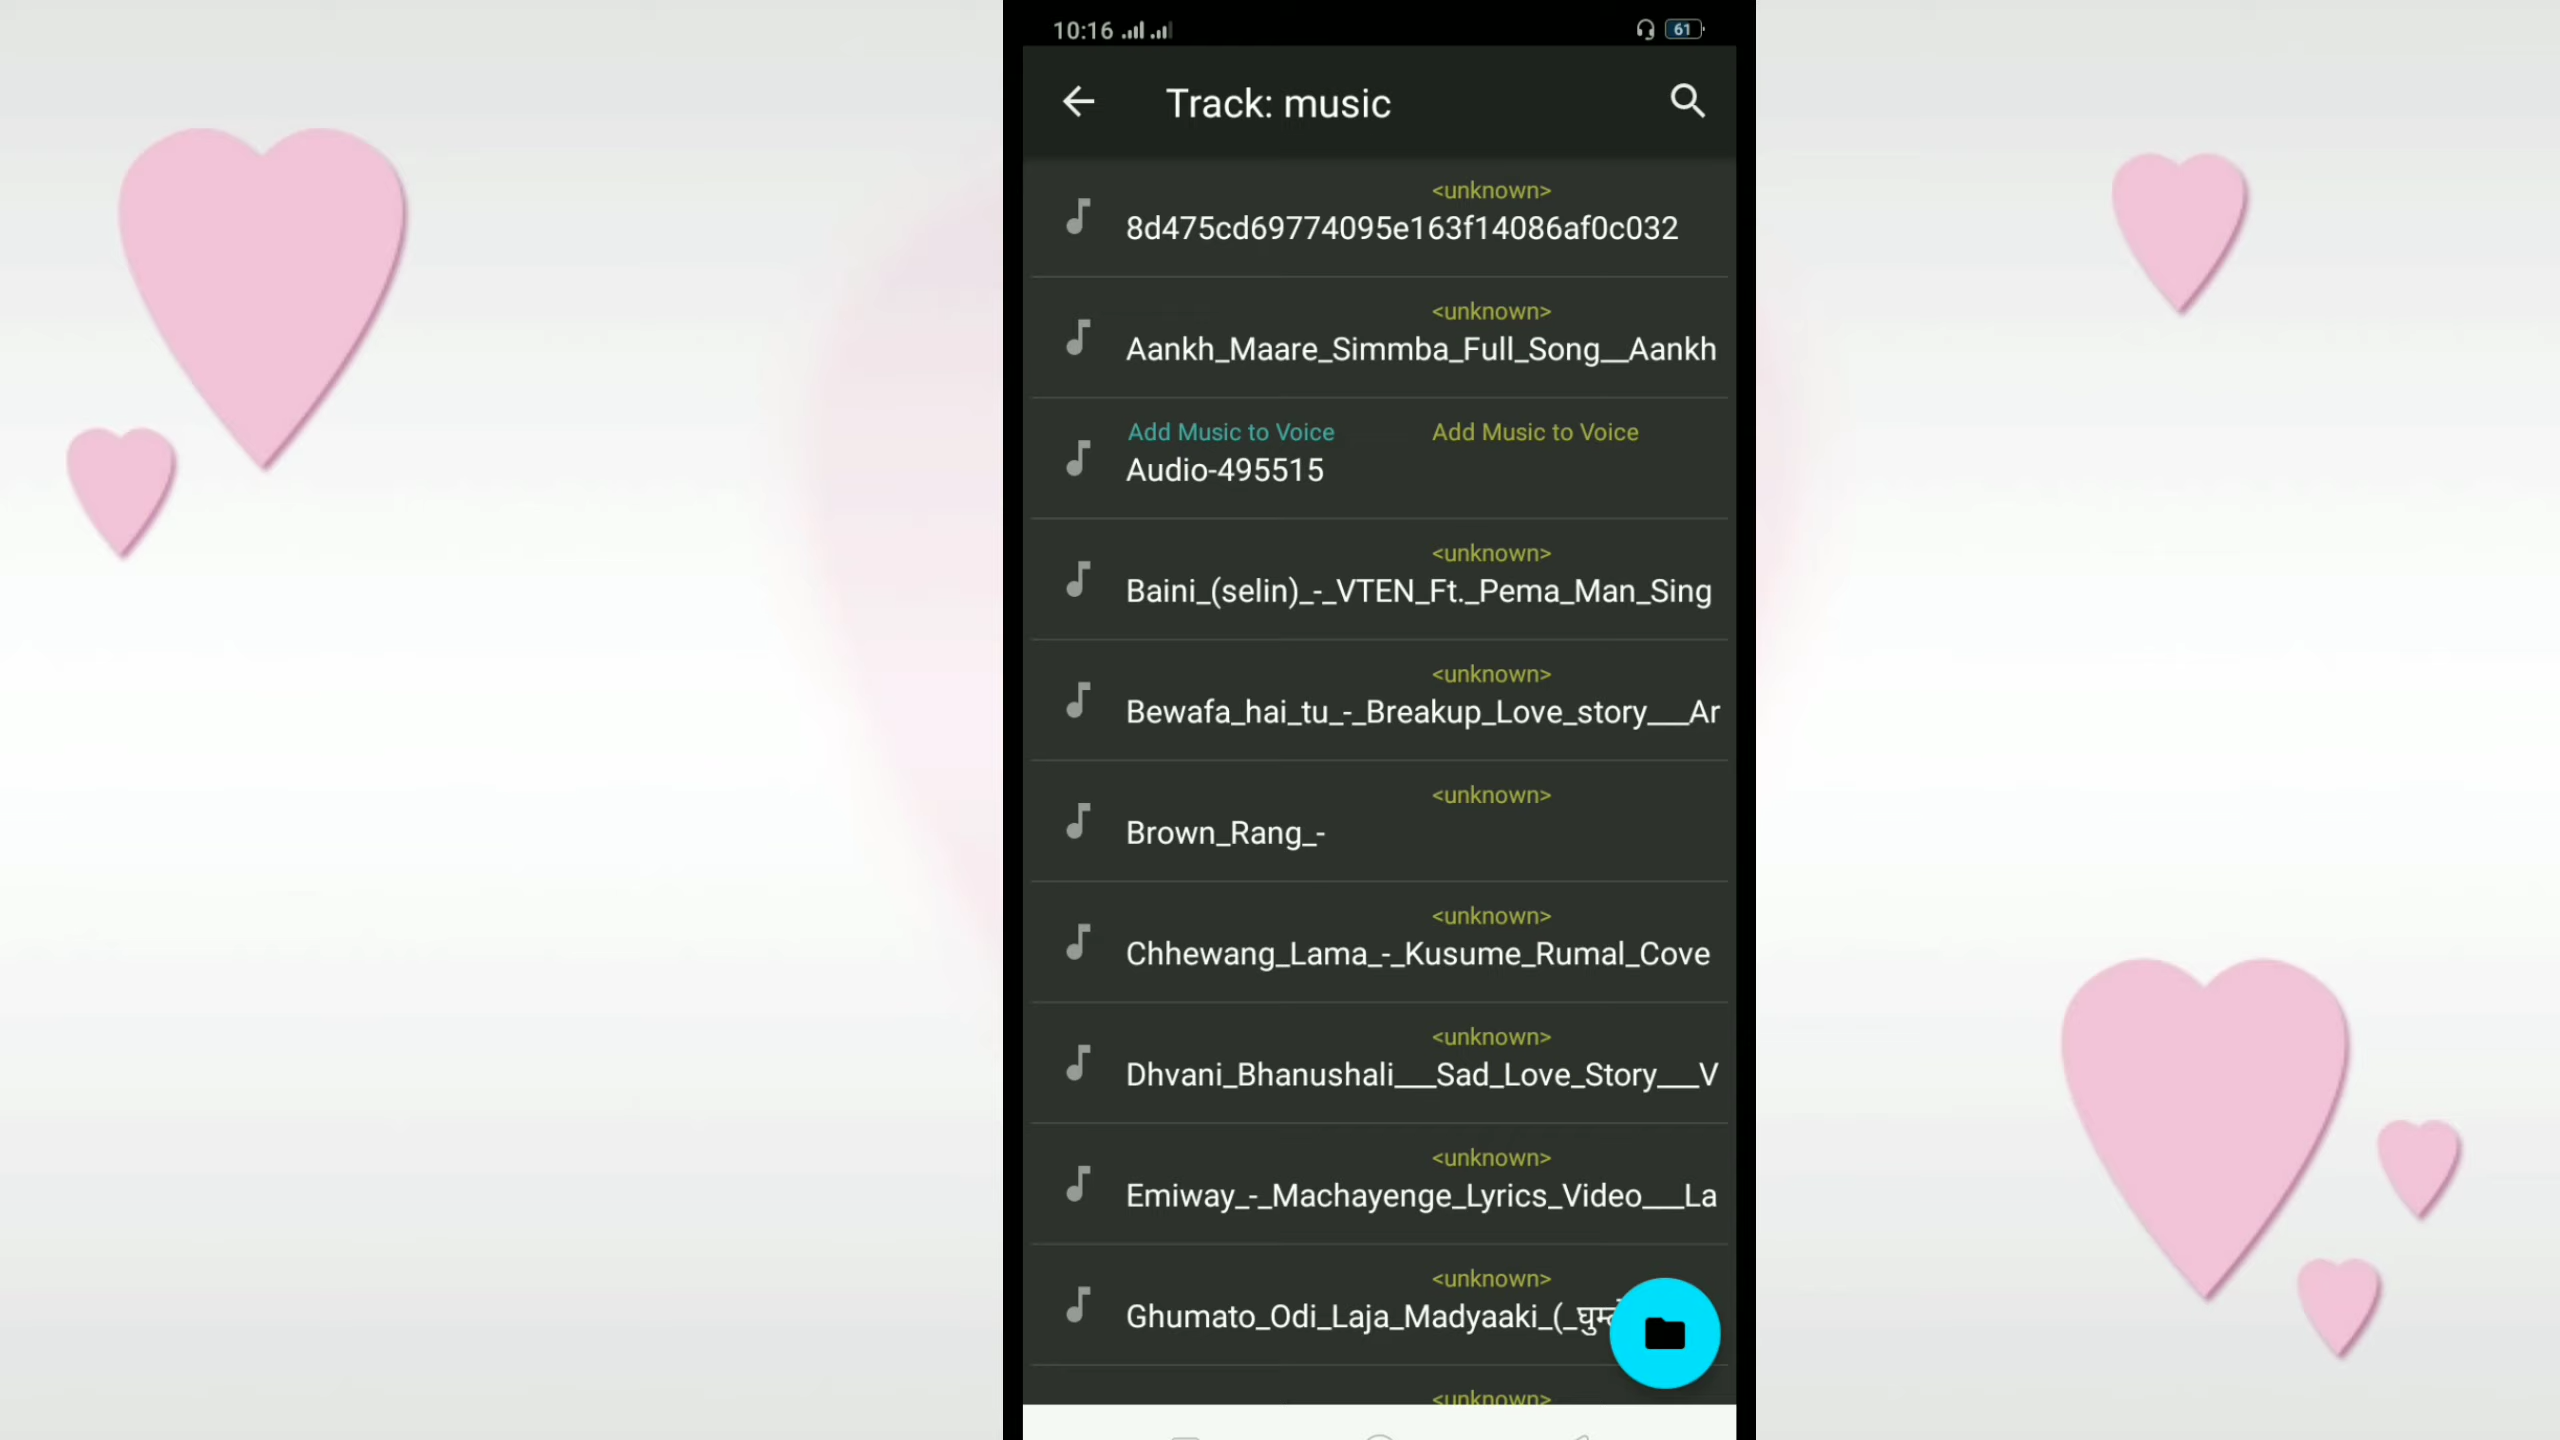 10:16 61
Track: music
<unknown>
8d475cd69774095e163f14086af0c032
<unknown>
Aankh_Maare_Simmba_Full_Song__Aankh
Add Music to Voice Add Music to Voice
Audio-495515
<unknown>
Baini_(selin)_-_VTEN_Ft._Pema_Man_Sing
<unknown>
Bewafa_hai_tu_-_Breakup_Love_story___Ar
<unknown>
Brown_Rang_-
<unknown>
Chhewang_Lama_-_Kusume_Rumal_Cove
<unknown>
Dhvani_Bhanushali___Sad_Love_Story___V
<unknown>
Emiway_-_Machayenge_Lyrics_Video___La
<unknown>
Ghumato_Odi_Laja_Madyaaki_(_
<unknown>